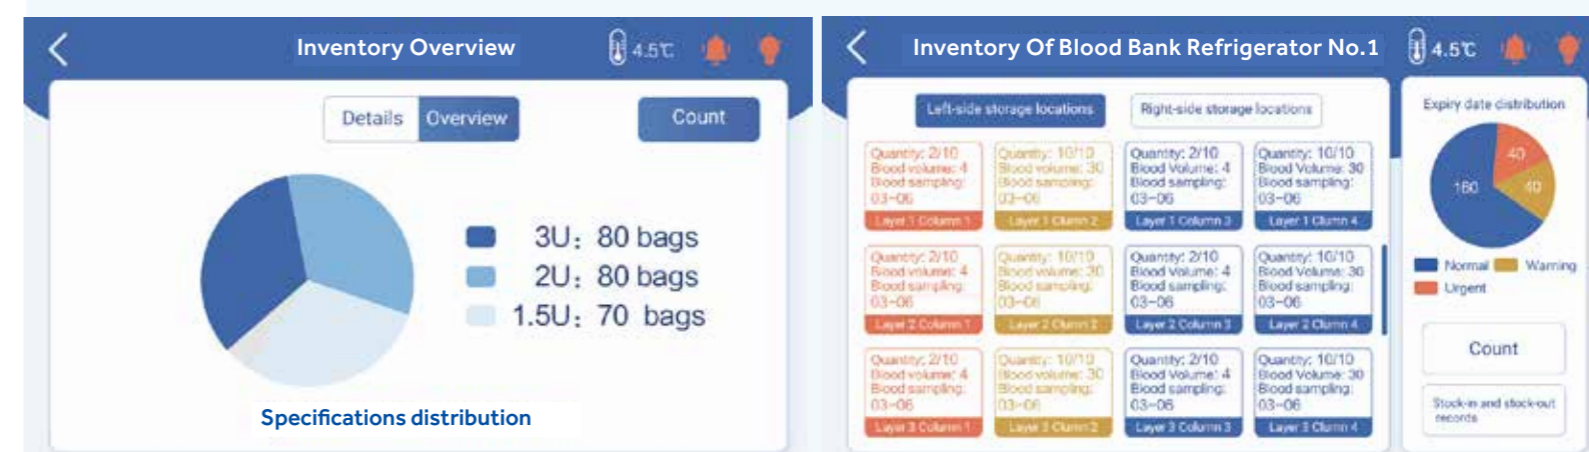 Inventory Overview
4.5℃
Details
Overview
Count
3U: 80 bags
2U: 80 bags
1.5U: 70 bags
Specifications distribution
Inventory Of Blood Bank Refrigerator No.1
4.5℃
Left-side storage locations
Right-side storage locations
Quantity: 2/10
Blood volume: 4
Blood sampling:
03-06
Layer 1 Column 1
Quantity: 10/10
Blood volume: 30
Blood sampling:
03-06
Layer 1 Clumn 2
Quantity: 2/10
Blood Volume: 4
Blood sampling:
03-06
Layer 1 Column 3
Quantity: 10/10
Blood Volume: 30
Blood sampling:
03-06
Layer 1 Clumn 4
Quantity: 2/10
Blood volume: 4
Blood sampling:
03-06
Layer 2 Column 1
Quantity: 10/10
Blood volume: 30
Blood sampling:
03-06
Layer 2 Clumn 2
Quantity: 2/10
Blood Volume: 4
Blood sampling:
03-06
Layer 2 Column 3
Quantity: 10/10
Blood Volume: 30
Blood sampling:
03-06
Layer 2 Clumn 4
Quantity: 2/10
Blood volume: 4
Blood sampling:
03-06
Layer 3 Column 1
Quantity: 10/10
Blood volume: 30
Blood sampling:
03-06
Layer 3 Clumn 2
Quantity: 2/10
Blood Volume: 4
Blood sampling:
03-06
Layer 3 Column 3
Quantity: 10/10
Blood Volume: 30
Blood sampling:
03-06
Layer 3 Clumn 4
Expiry date distribution
40
160
40
Normal
Warning
Urgent
Count
Stock-in and stock-out
records